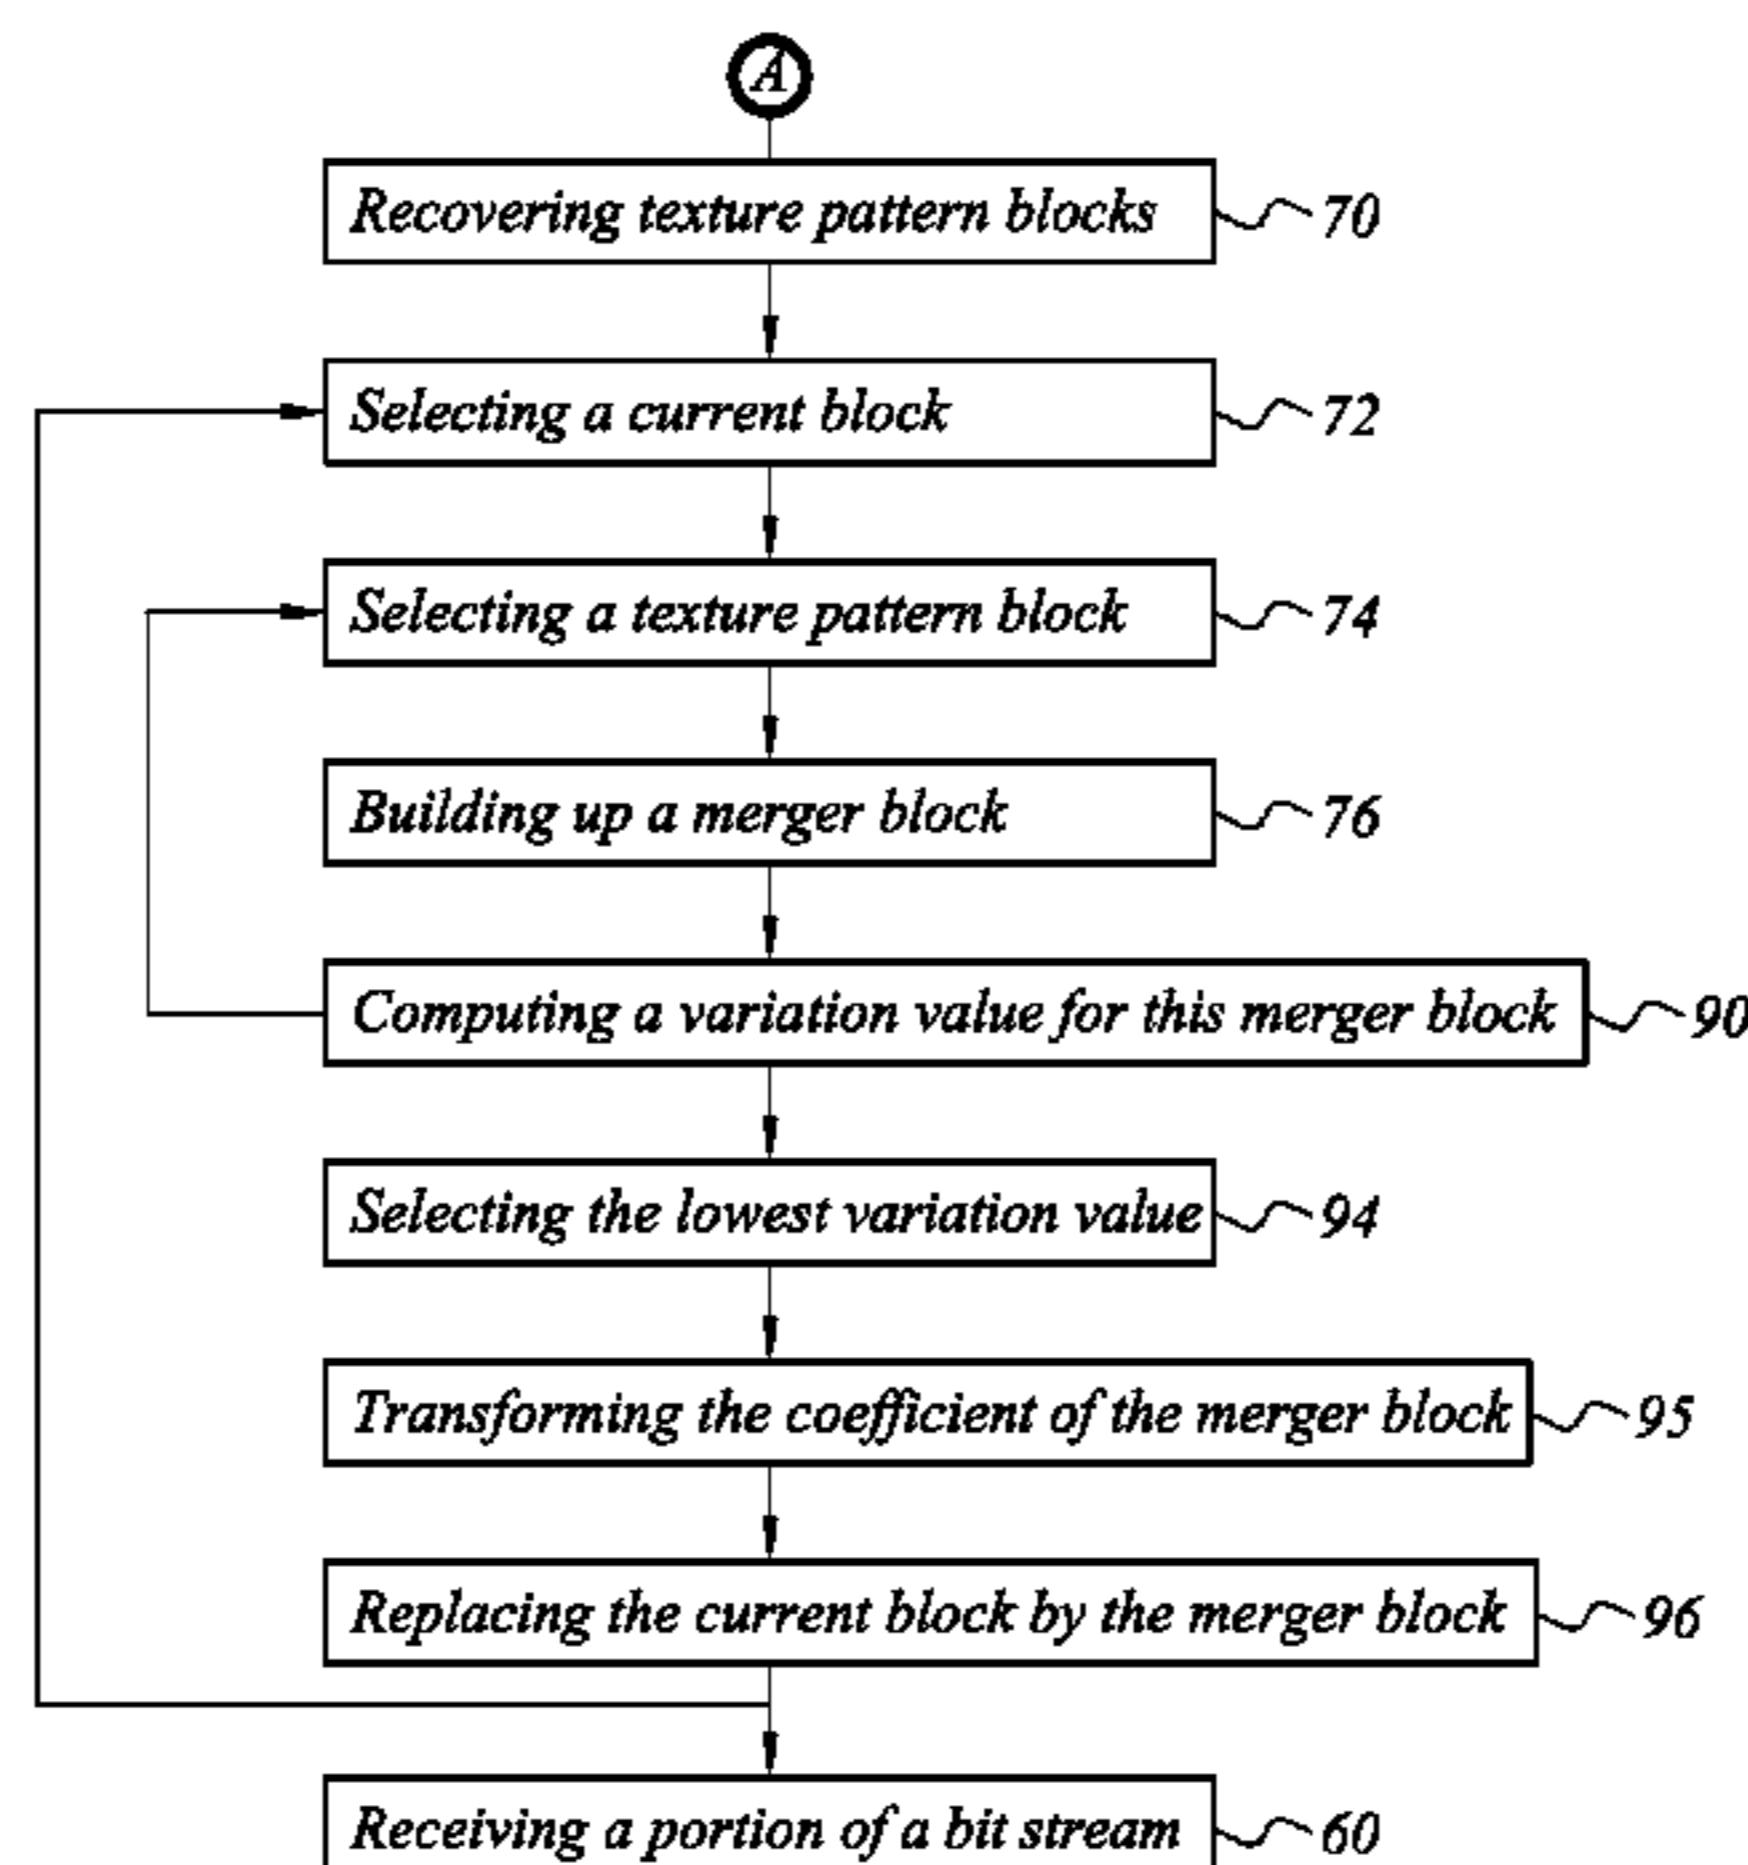 A
Recovering texture pattern blocks 70
Selecting a current block 72
Selecting a texture pattern block 74
Building up a merger block 76
Computing a variation value for this merger block 90
Selecting the lowest variation value 94
Transforming the coefficient of the merger block 95
Replacing the current block by the merger block 96
Receiving a portion of a bit stream 60